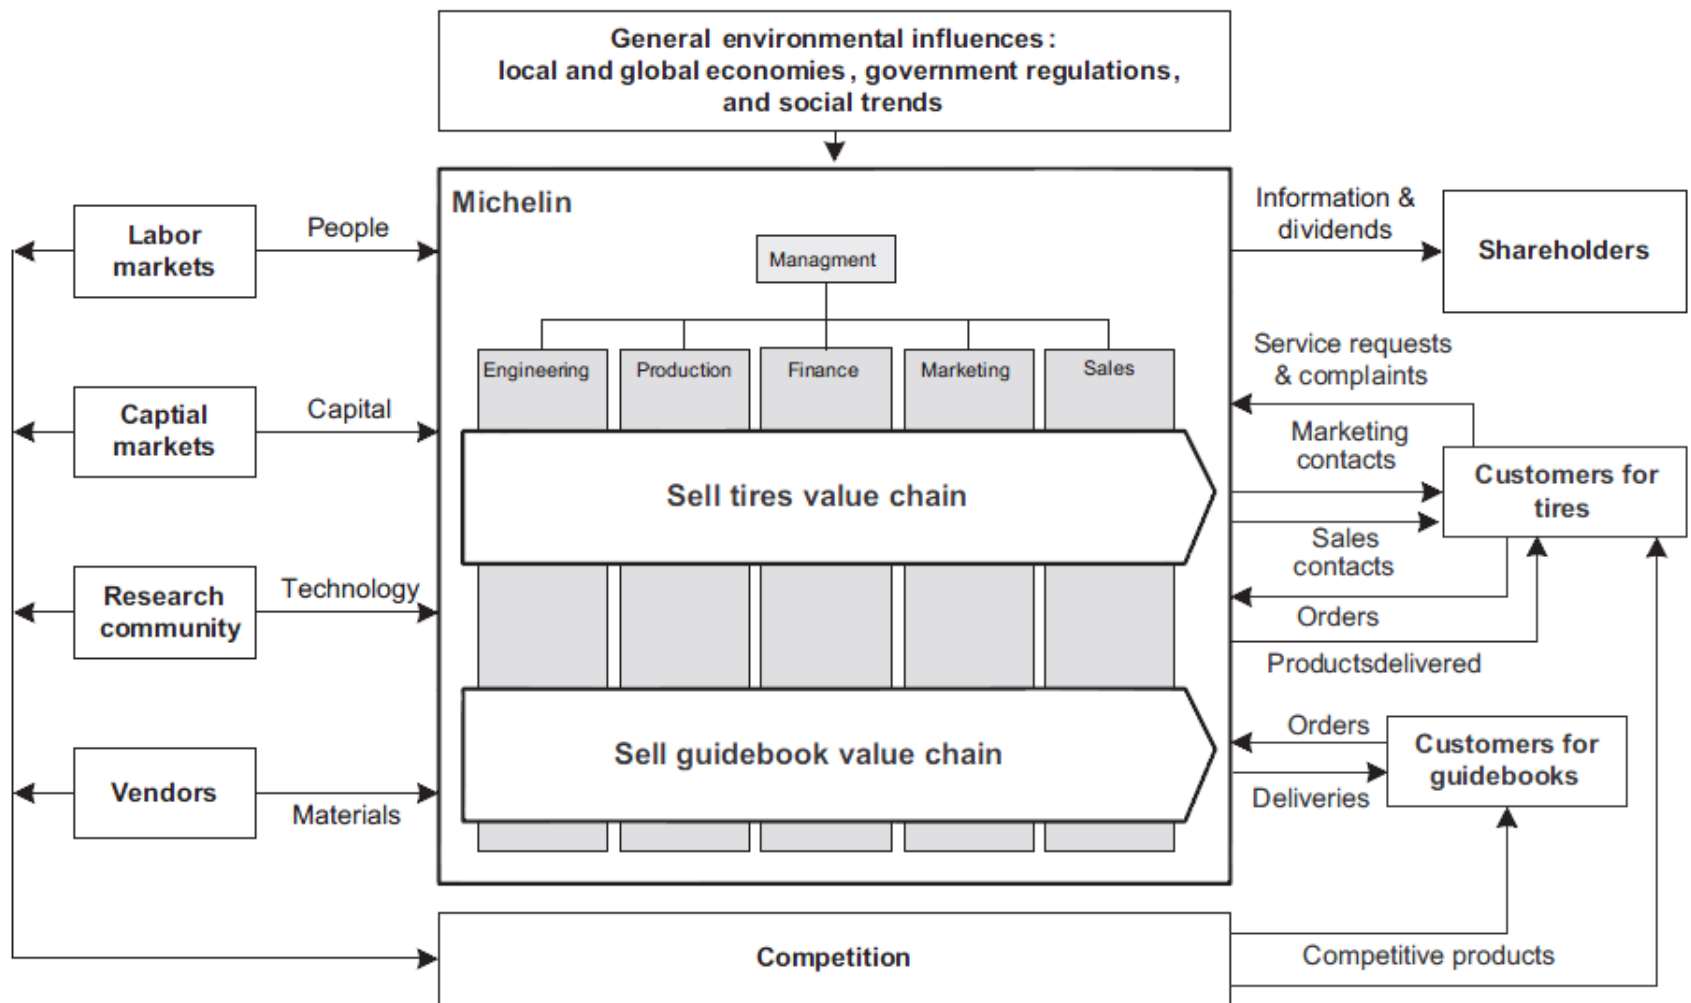 General environmental influences:
local and global economies, government regulations,
and social trends
Michelin
Managment
Engineering
Production
Finance
Marketing
Sales
Sell tires value chain
Sell guidebook value chain
Labor
markets
People
Captial
markets
Capital
Research
community
Technology
Vendors
Materials
Information &
dividends
Shareholders
Service requests
& complaints
Marketing
contacts
Customers for
tires
Sales
contacts
Orders
Productsdelivered
Orders
Customers for
guidebooks
Deliveries
Competition
Competitive products